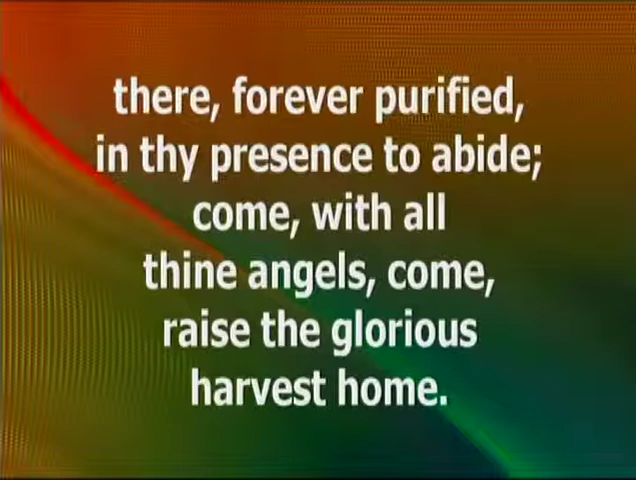 there, forever purified,
in thy presence to abide;
come, with all
thine angels, come,
raise the glorious
harvest home.